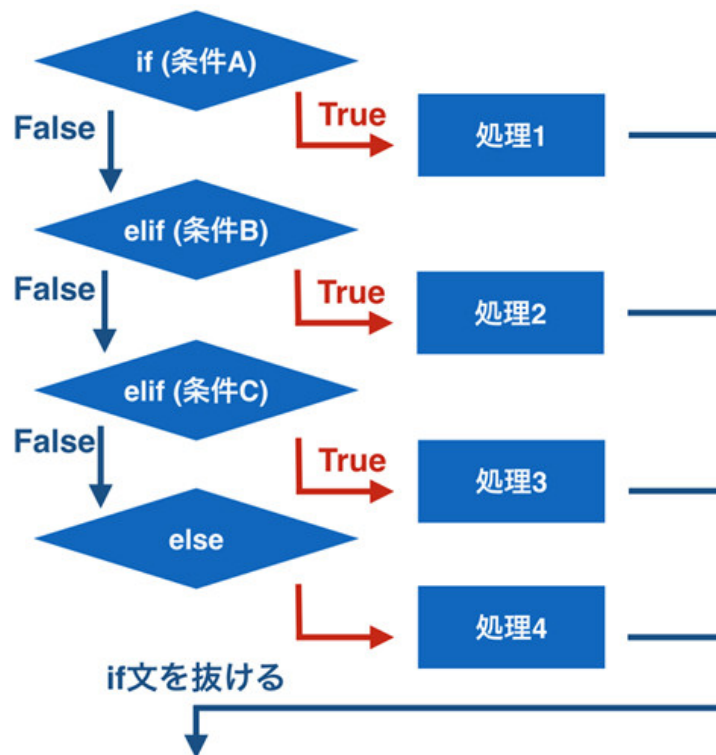 if (条件A)
False
True
処理1
elif (条件B)
False
True
処理2
elif (条件C)
False
True
処理3
else
処理4
if文を抜ける